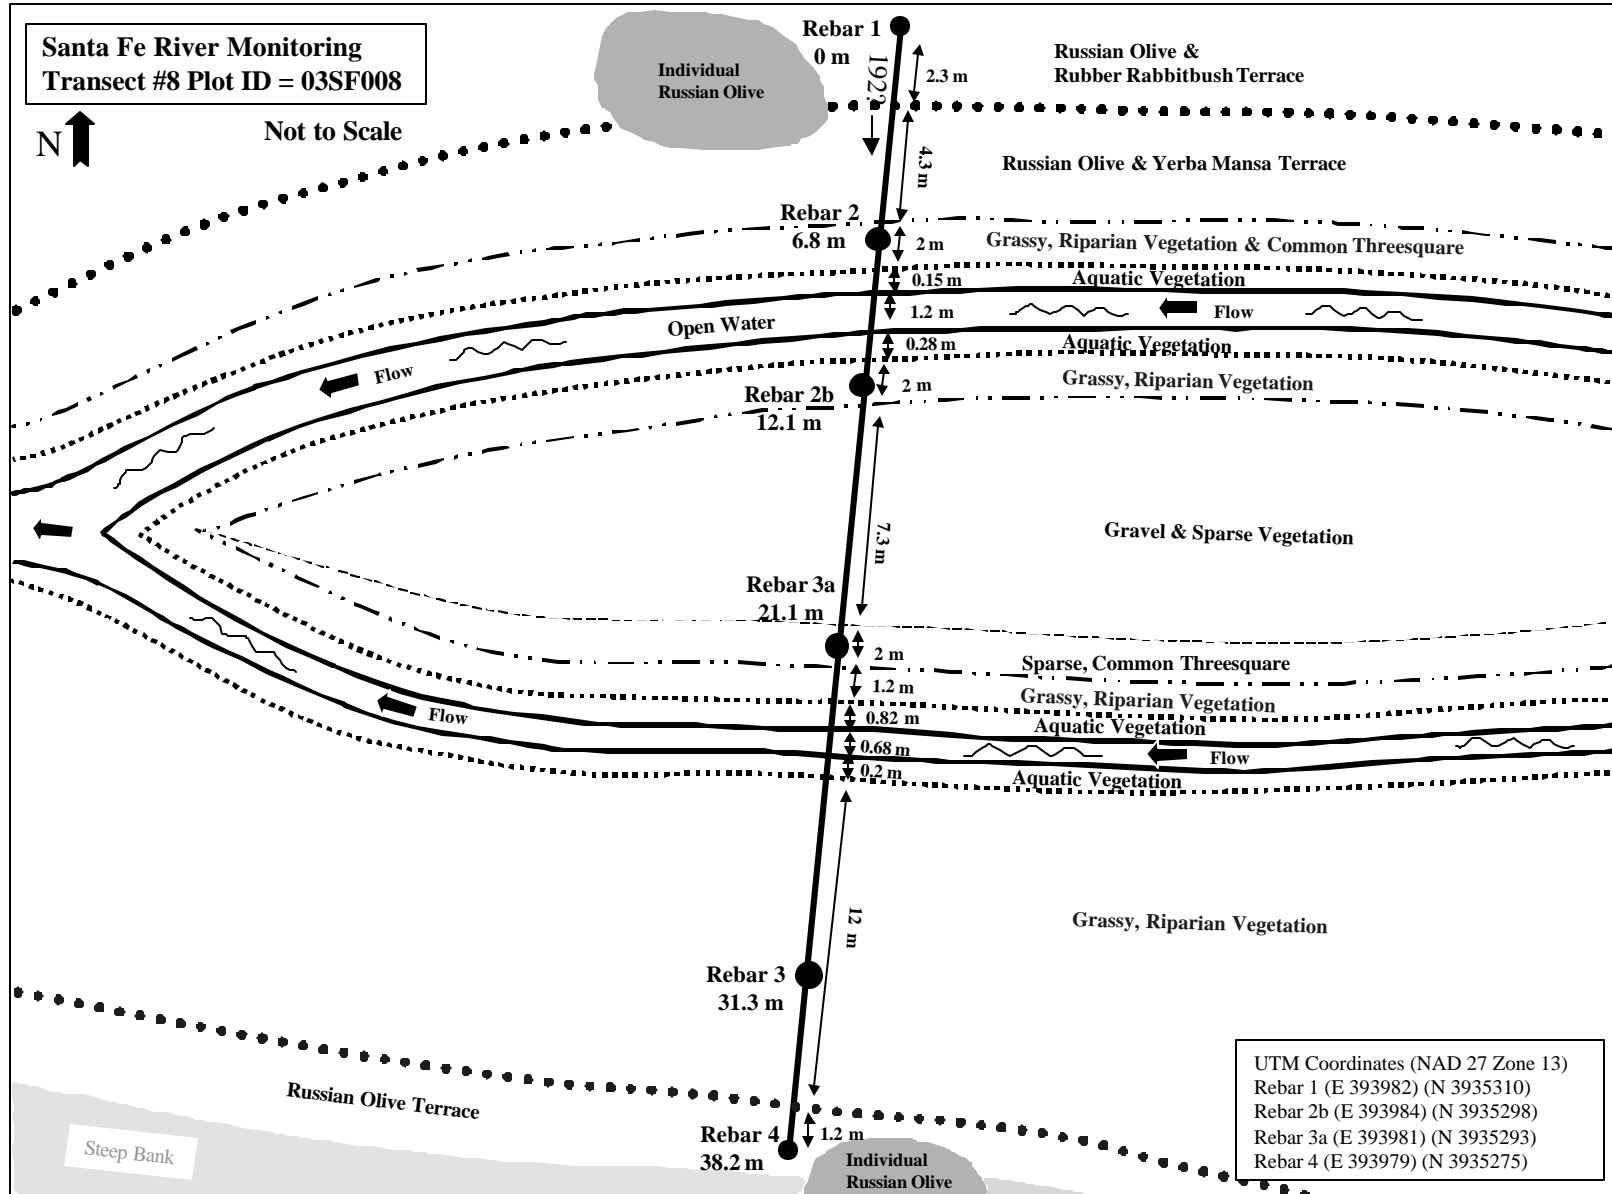 Santa Fe River Monitoring
Transect #8 Plot ID = 03SF008
N
Not to Scale
Individual
Russian Olive
Rebar 1
0 m
192?
2.3 m
Russian Olive &
Rubber Rabbitbush Terrace
4.3 m
Russian Olive & Yerba Mansa Terrace
Rebar 2
6.8 m
2 m
Grassy, Riparian Vegetation & Common Threesquare
0.15 m
Aquatic Vegetation
1.2 m
Flow
Open Water
0.28 m
Aquatic Vegetation
Flow
2 m
Grassy, Riparian Vegetation
Rebar 2b
12.1 m
7.3 m
Gravel & Sparse Vegetation
Rebar 3a
21.1 m
2 m
Sparse, Common Threesquare
1.2 m
Grassy, Riparian Vegetation
Flow
0.82 m
Aquatic Vegetation
0.68 m
Flow
0.2 m
Aquatic Vegetation
12 m
Grassy, Riparian Vegetation
Rebar 3
31.3 m
Russian Olive Terrace
Steep Bank
Rebar 4
38.2 m
1.2 m
Individual
Russian Olive
UTM Coordinates (NAD 27 Zone 13)
Rebar 1 (E 393982) (N 3935310)
Rebar 2b (E 393984) (N 3935298)
Rebar 3a (E 393981) (N 3935293)
Rebar 4 (E 393979) (N 3935275)